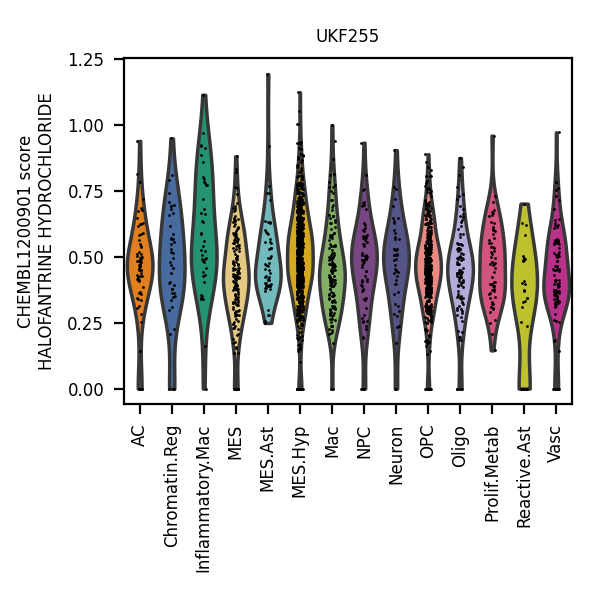 UKF255
CHEMBL1200901 score
HALOFANTRINE HYDROCHLORIDE
1.25
1.00
0.75
0.50
0.25
0.00
AC
Chromatin.Reg
Inflammatory.Mac
MES
MES.Ast
MES.Hyp
Mac
NPC
Neuron
OPC
Oligo
Prolif.Metab
Reactive.Ast
Vasc